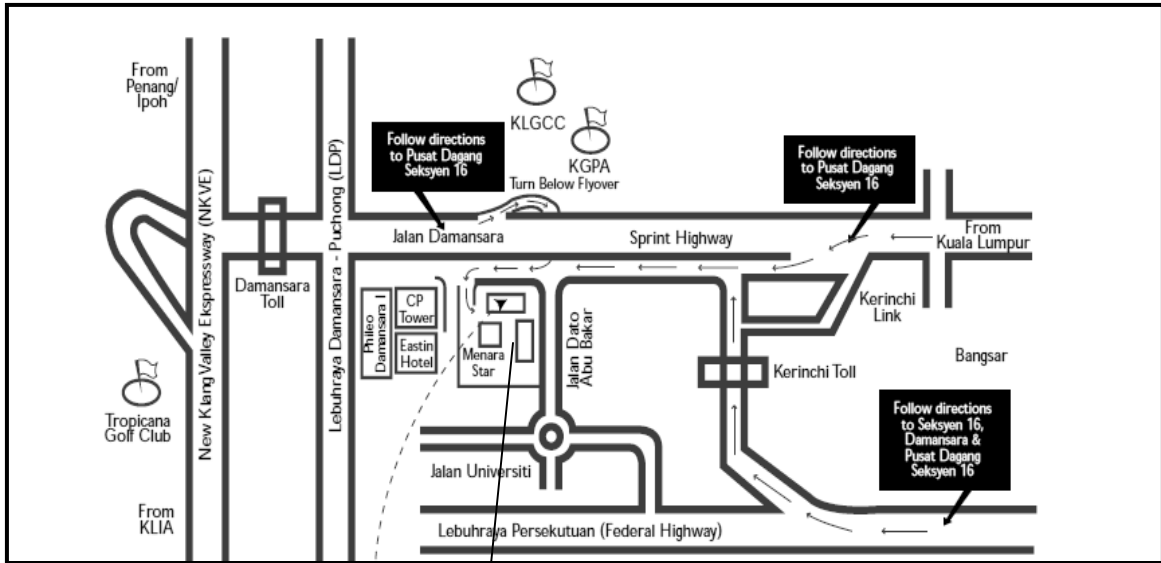 From
Penang/
Ipoh
New Klang Valley Ekspressway (NKVE)
Lebuhraya Damansara - Puchong (LDP)
Follow directions
to Pusat Dagang
Seksyen 16
KLGCC
KGPA
Turn Below Flyover
Follow directions
to Pusat Dagang
Seksyen 16
Jalan Damansara
Sprint Highway
From
Kuala Lumpur
Damansara
Toll
Phileo
Damansara I
CP
Tower
Eastin
Hotel
Menara
Star
Jalan Dato
Abu Bakar
Kerinchi
Link
Kerinchi Toll
Bangsar
Tropicana
Golf Club
Follow directions
to Seksyen 16,
Damansara &
Pusat Dagang
Seksyen 16
Jalan Universiti
From
KLIA
Lebuhraya Persekutuan (Federal Highway)